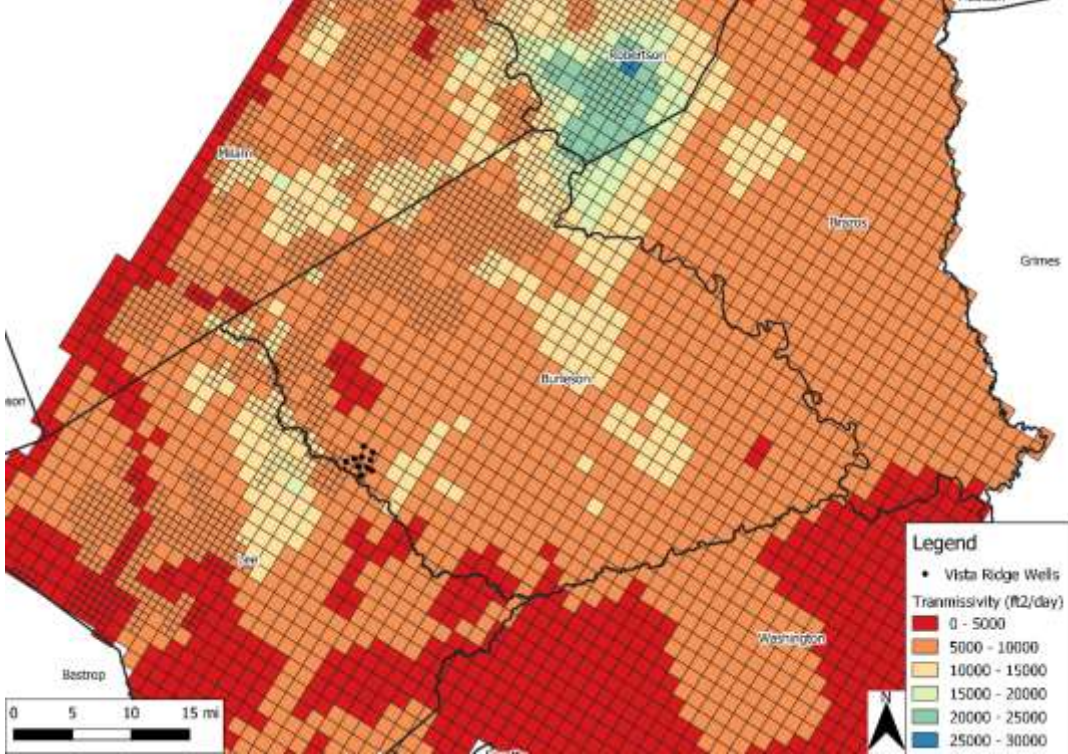 Robertson
Milam
Brazos
Grimes
son
Burleson
Lee
Washington
Bastrop
0 5 10 15 mi
N
Legend
Vista Ridge Wells
Tranmissivity (ft2/day)
0 - 5000
5000 - 10000
10000 - 15000
15000 - 20000
20000 - 25000
25000 - 30000